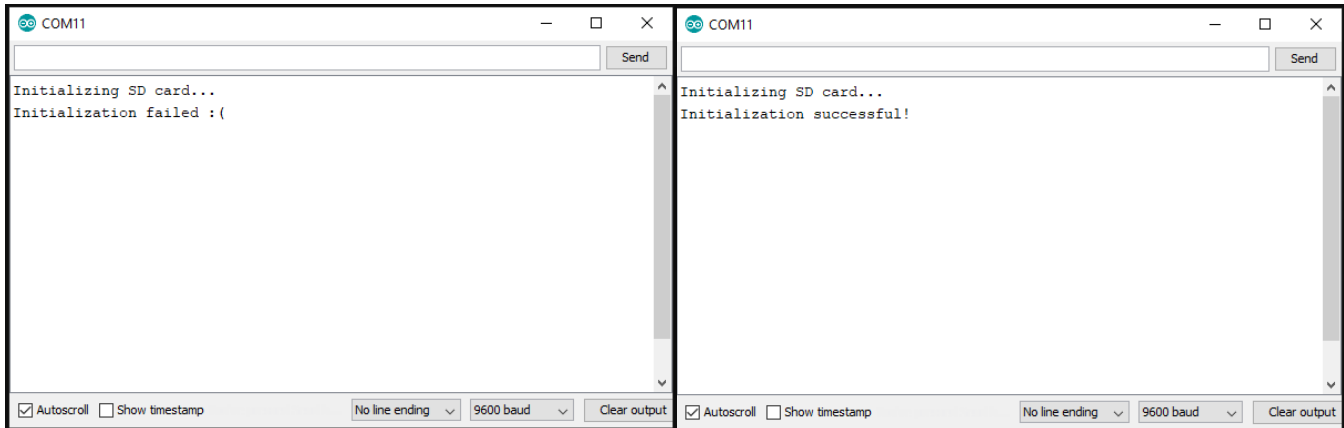 COM11
Send
Initializing SD card...
Initialization failed :(
Autoscroll Show timestamp No line ending 9600 baud Clear output
COM11
Send
Initializing SD card...
Initialization successful!
Autoscroll Show timestamp No line ending 9600 baud Clear output